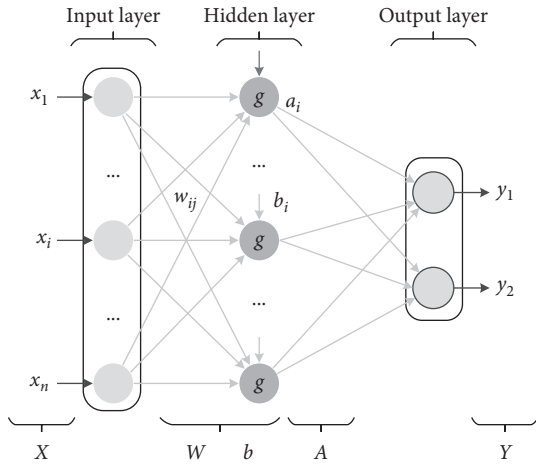 Input layer Hidden layer Output layer
x1 g ai
... ...
wij bi y1
xi g
... ... y2
xn g
X W b A Y